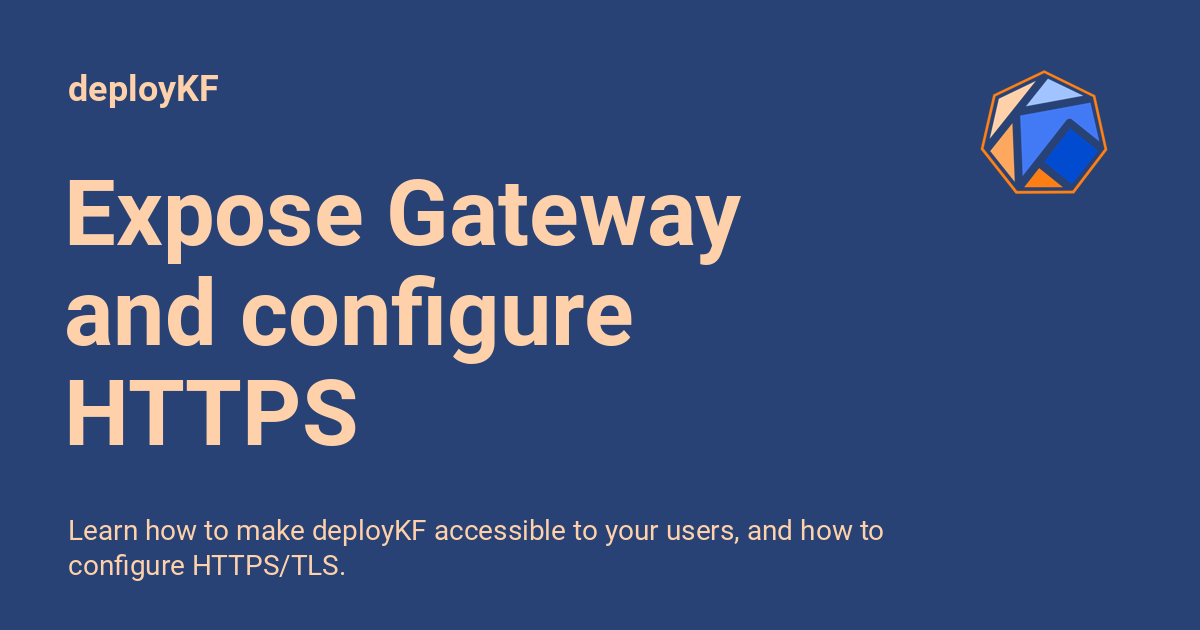 deployKF
Expose Gateway
and configure
HTTPS
Learn how to make deployKF accessible to your users, and how to
configure HTTPS/TLS.